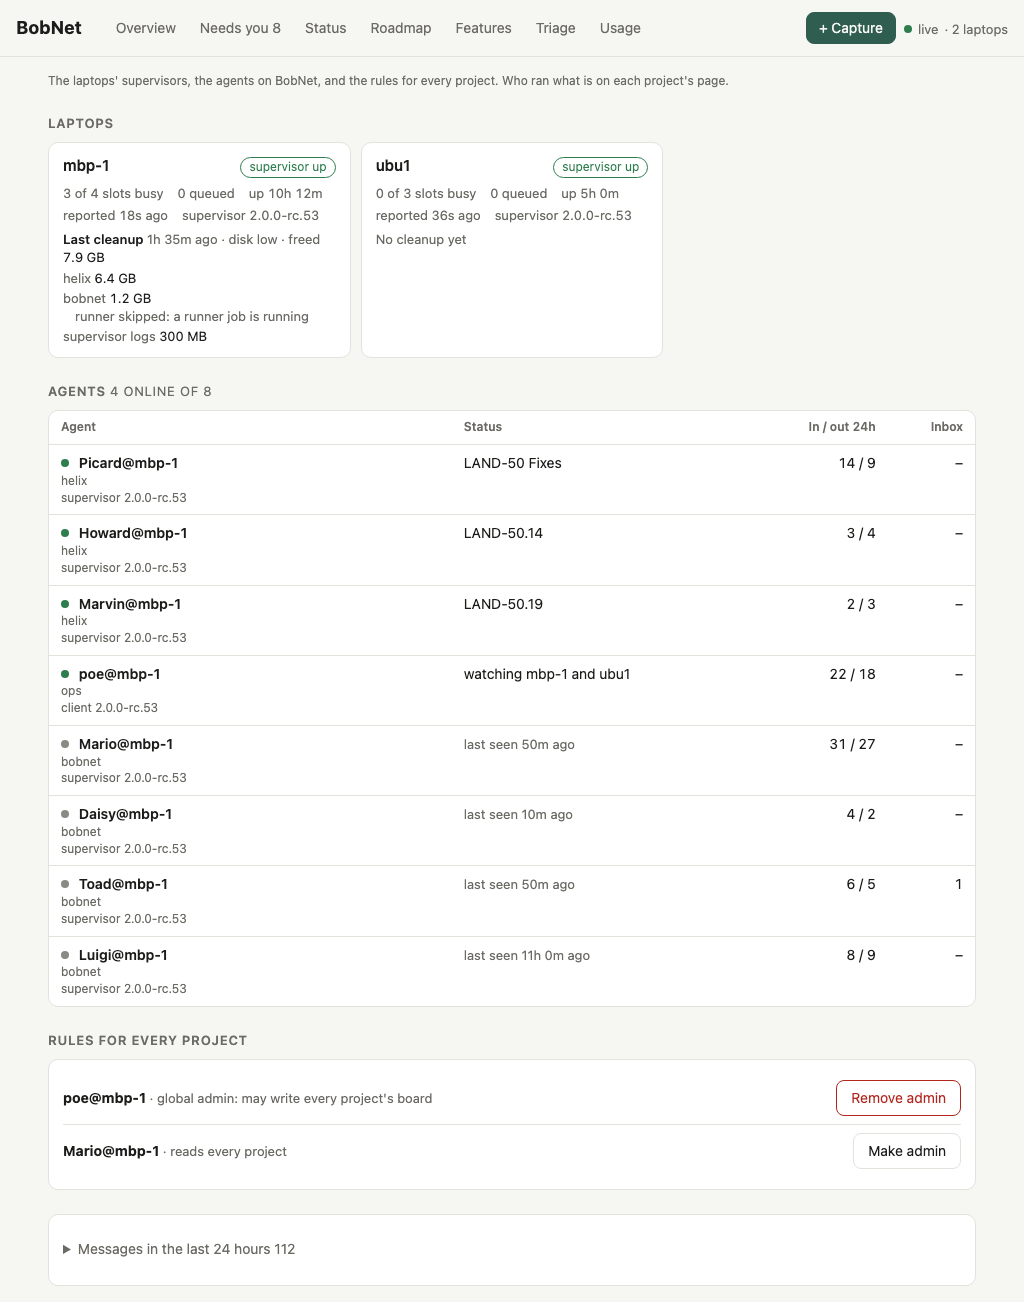 BobNet
Overview
Needs you 8
Status
Roadmap
Features
Triage
Usage
+ Capture
live · 2 laptops
The laptops' supervisors, the agents on BobNet, and the rules for every project. Who ran what is on each project's page.
LAPTOPS
mbp-1
supervisor up
3 of 4 slots busy 0 queued up 10h 12m
reported 18s ago supervisor 2.0.0-rc.53
Last cleanup 1h 35m ago · disk low · freed
7.9 GB
helix 6.4 GB
bobnet 1.2 GB
runner skipped: a runner job is running
supervisor logs 300 MB
ubu1
supervisor up
0 of 3 slots busy 0 queued up 5h 0m
reported 36s ago supervisor 2.0.0-rc.53
No cleanup yet
AGENTS 4 ONLINE OF 8
Agent Status In / out 24h Inbox
Picard@mbp-1 LAND-50 Fixes 14 / 9 –
helix
supervisor 2.0.0-rc.53
Howard@mbp-1 LAND-50.14 3 / 4 –
helix
supervisor 2.0.0-rc.53
Marvin@mbp-1 LAND-50.19 2 / 3 –
helix
supervisor 2.0.0-rc.53
poe@mbp-1 watching mbp-1 and ubu1 22 / 18 –
ops
client 2.0.0-rc.53
Mario@mbp-1 last seen 50m ago 31 / 27 –
bobnet
supervisor 2.0.0-rc.53
Daisy@mbp-1 last seen 10m ago 4 / 2 –
bobnet
supervisor 2.0.0-rc.53
Toad@mbp-1 last seen 50m ago 6 / 5 1
bobnet
supervisor 2.0.0-rc.53
Luigi@mbp-1 last seen 11h 0m ago 8 / 9 –
bobnet
supervisor 2.0.0-rc.53
RULES FOR EVERY PROJECT
poe@mbp-1 · global admin: may write every project's board
Remove admin
Mario@mbp-1 · reads every project
Make admin
Messages in the last 24 hours 112